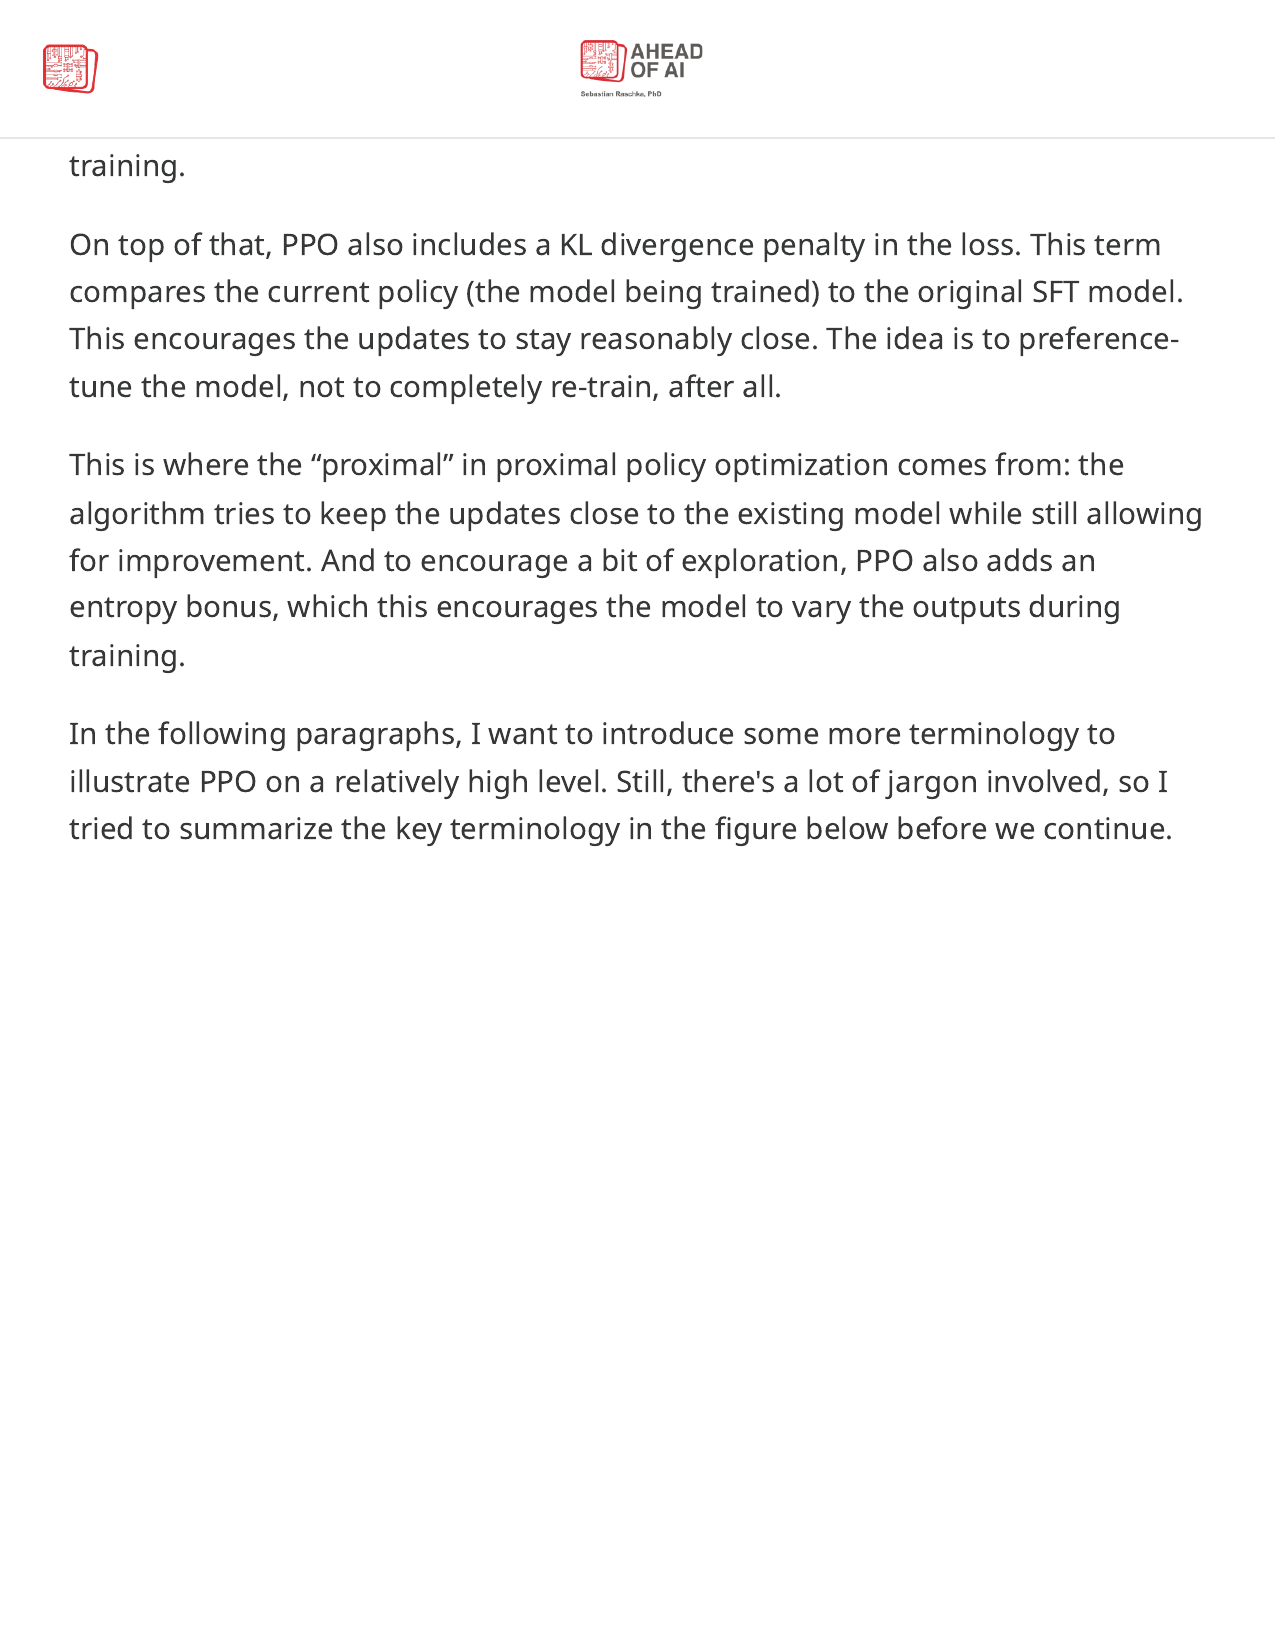 AHEAD
OF AI
Sebastian Raschka, PhD
training.
On top of that, PPO also includes a KL divergence penalty in the loss. This term
compares the current policy (the model being trained) to the original SFT model.
This encourages the updates to stay reasonably close. The idea is to preference-
tune the model, not to completely re-train, after all.
This is where the “proximal” in proximal policy optimization comes from: the
algorithm tries to keep the updates close to the existing model while still allowing
for improvement. And to encourage a bit of exploration, PPO also adds an
entropy bonus, which this encourages the model to vary the outputs during
training.
In the following paragraphs, I want to introduce some more terminology to
illustrate PPO on a relatively high level. Still, there's a lot of jargon involved, so I
tried to summarize the key terminology in the figure below before we continue.